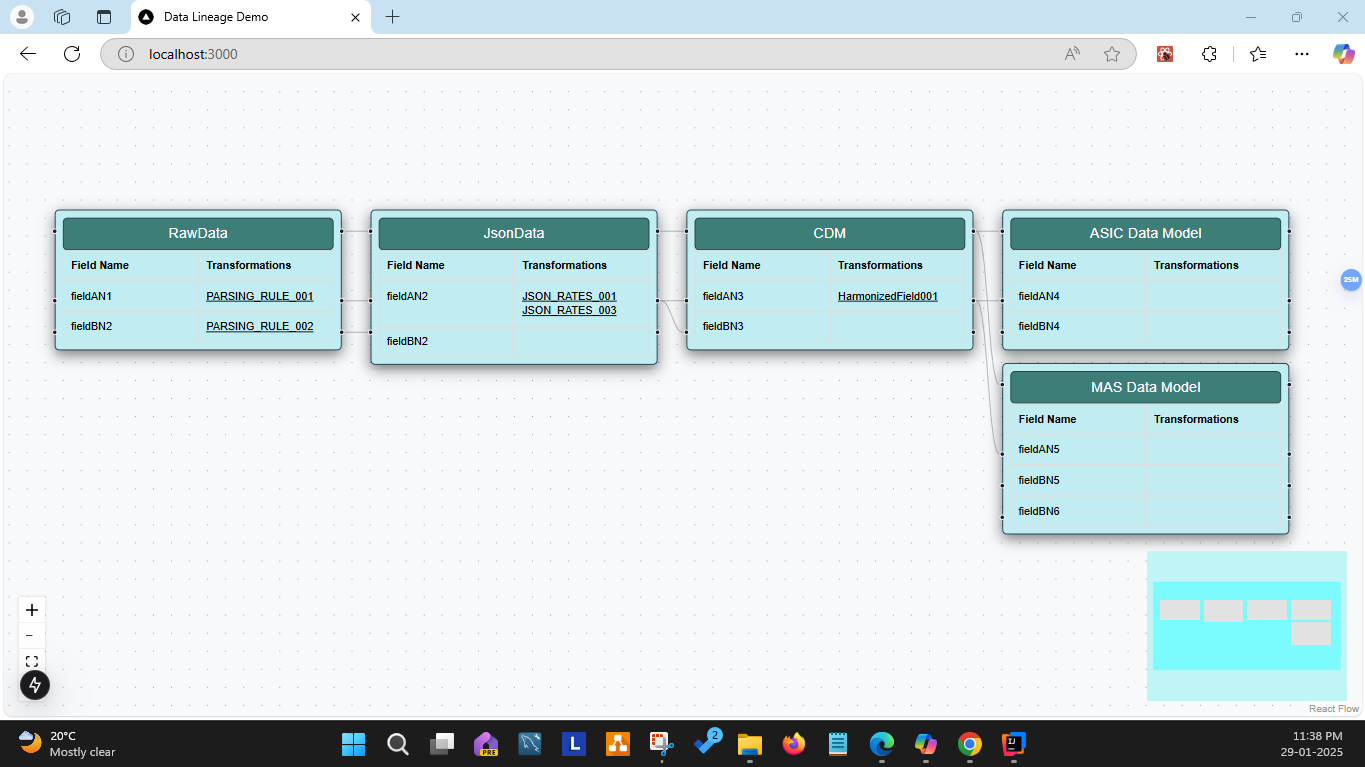 Data Lineage Demo
localhost:3000
RawData
Field Name Transformations
fieldAN1 PARSING_RULE_001
fieldBN2 PARSING_RULE_002
JsonData
Field Name Transformations
fieldAN2 JSON_RATES_001
JSON_RATES_003
fieldBN2
CDM
Field Name Transformations
fieldAN3 HarmonizedField001
fieldBN3
ASIC Data Model
Field Name Transformations
fieldAN4
fieldBN4
MAS Data Model
Field Name Transformations
fieldAN5
fieldBN5
fieldBN6
25M
React Flow
20°C
Mostly clear
PRE
L
2
IJ
11:38 PM
29-01-2025